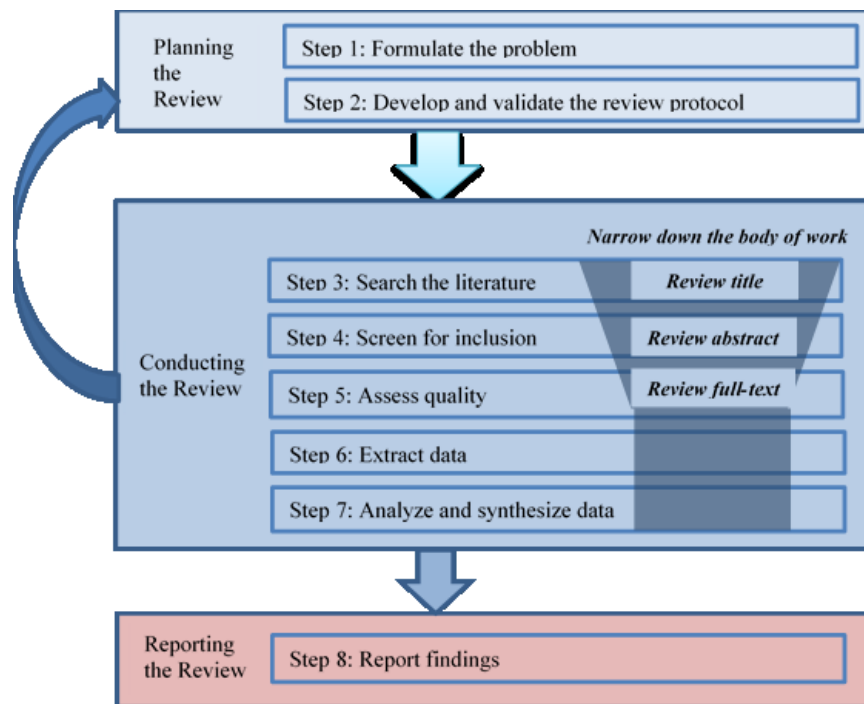 Planning
the
Review
Step 1: Formulate the problem
Step 2: Develop and validate the review protocol
Narrow down the body of work
Conducting
the Review
Step 3: Search the literature
Review title
Step 4: Screen for inclusion
Review abstract
Step 5: Assess quality
Review full-text
Step 6: Extract data
Step 7: Analyze and synthesize data
Reporting
the Review
Step 8: Report findings